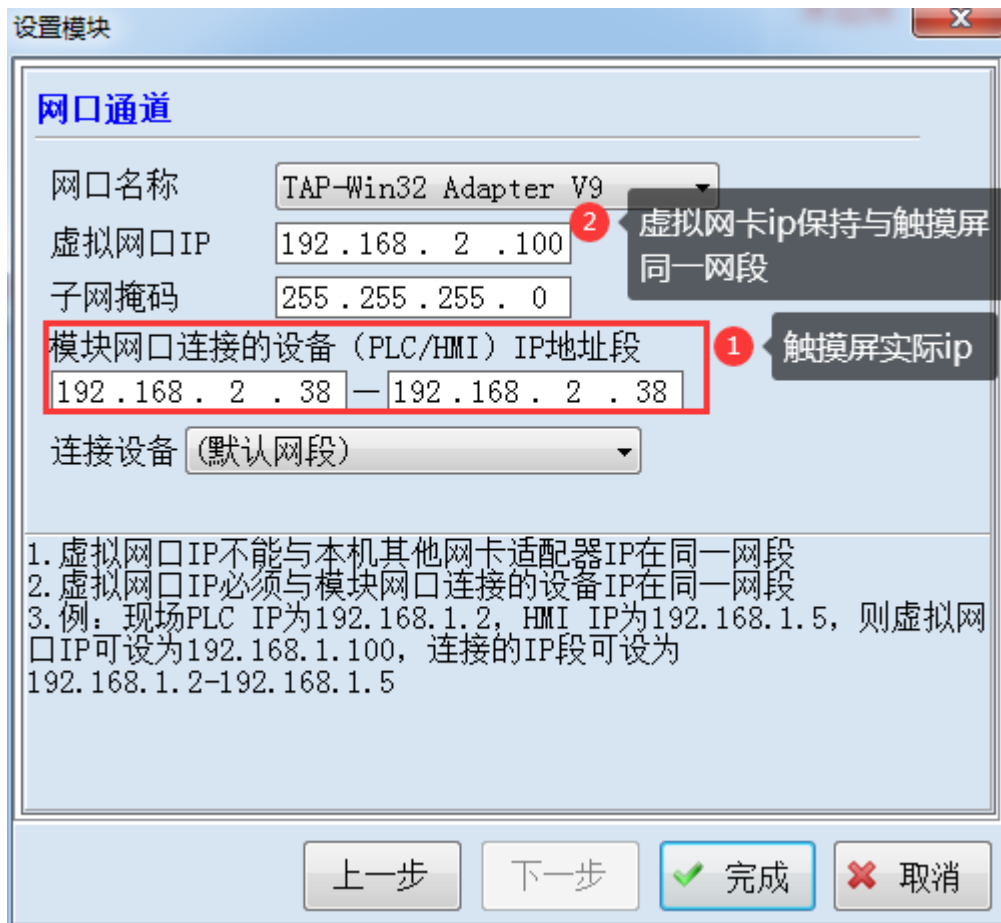 设置模块
网口通道
网口名称
TAP-Win32 Adapter V9
虚拟网口IP
192.168. 2 .100
2
虚拟网卡ip保持与触摸屏
同一网段
子网掩码
255.255.255. 0
模块网口连接的设备（PLC/HMI）IP地址段
192.168. 2 . 38 — 192.168. 2 . 38
1
触摸屏实际ip
连接设备
(默认网段)
1.虚拟网口IP不能与本机其他网卡适配器IP在同一网段
2.虚拟网口IP必须与模块网口连接的设备IP在同一网段
3.例：现场PLC IP为192.168.1.2，HMI IP为192.168.1.5，则虚拟网
口IP可设为192.168.1.100，连接的IP段可设为
192.168.1.2-192.168.1.5
上一步
下一步
完成
取消